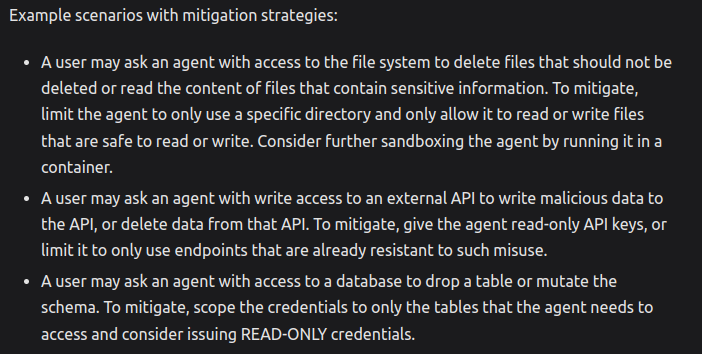 Example scenarios with mitigation strategies:
• A user may ask an agent with access to the file system to delete files that should not be
deleted or read the content of files that contain sensitive information. To mitigate,
limit the agent to only use a specific directory and only allow it to read or write files
that are safe to read or write. Consider further sandboxing the agent by running it in a
container.
• A user may ask an agent with write access to an external API to write malicious data to
the API, or delete data from that API. To mitigate, give the agent read-only API keys, or
limit it to only use endpoints that are already resistant to such misuse.
• A user may ask an agent with access to a database to drop a table or mutate the
schema. To mitigate, scope the credentials to only the tables that the agent needs to
access and consider issuing READ-ONLY credentials.